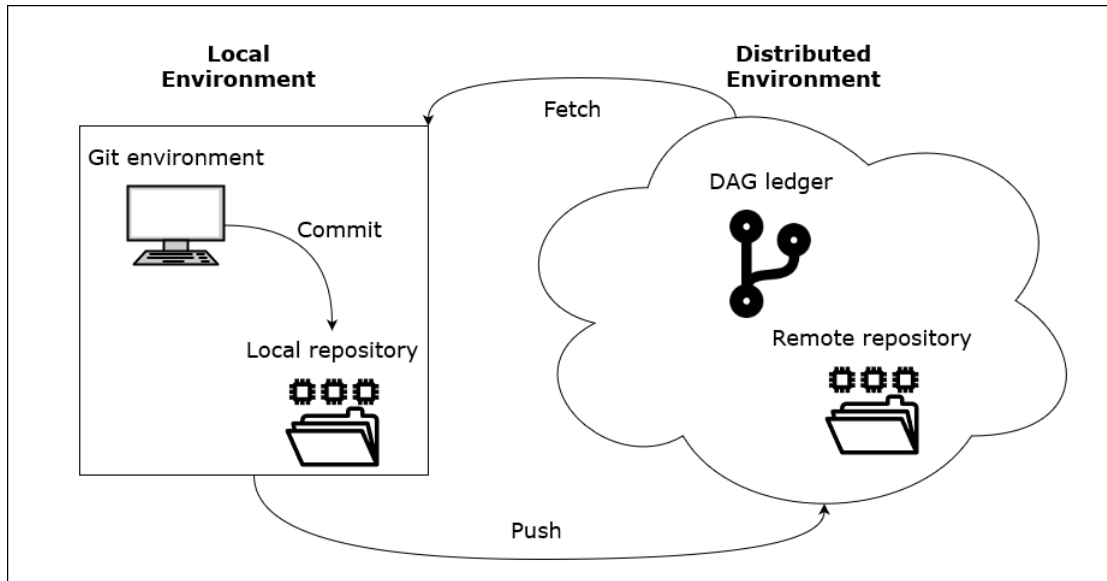 Local
Environment
Distributed
Environment
Fetch
Git environment
DAG ledger
Commit
Local repository
Remote repository
Push